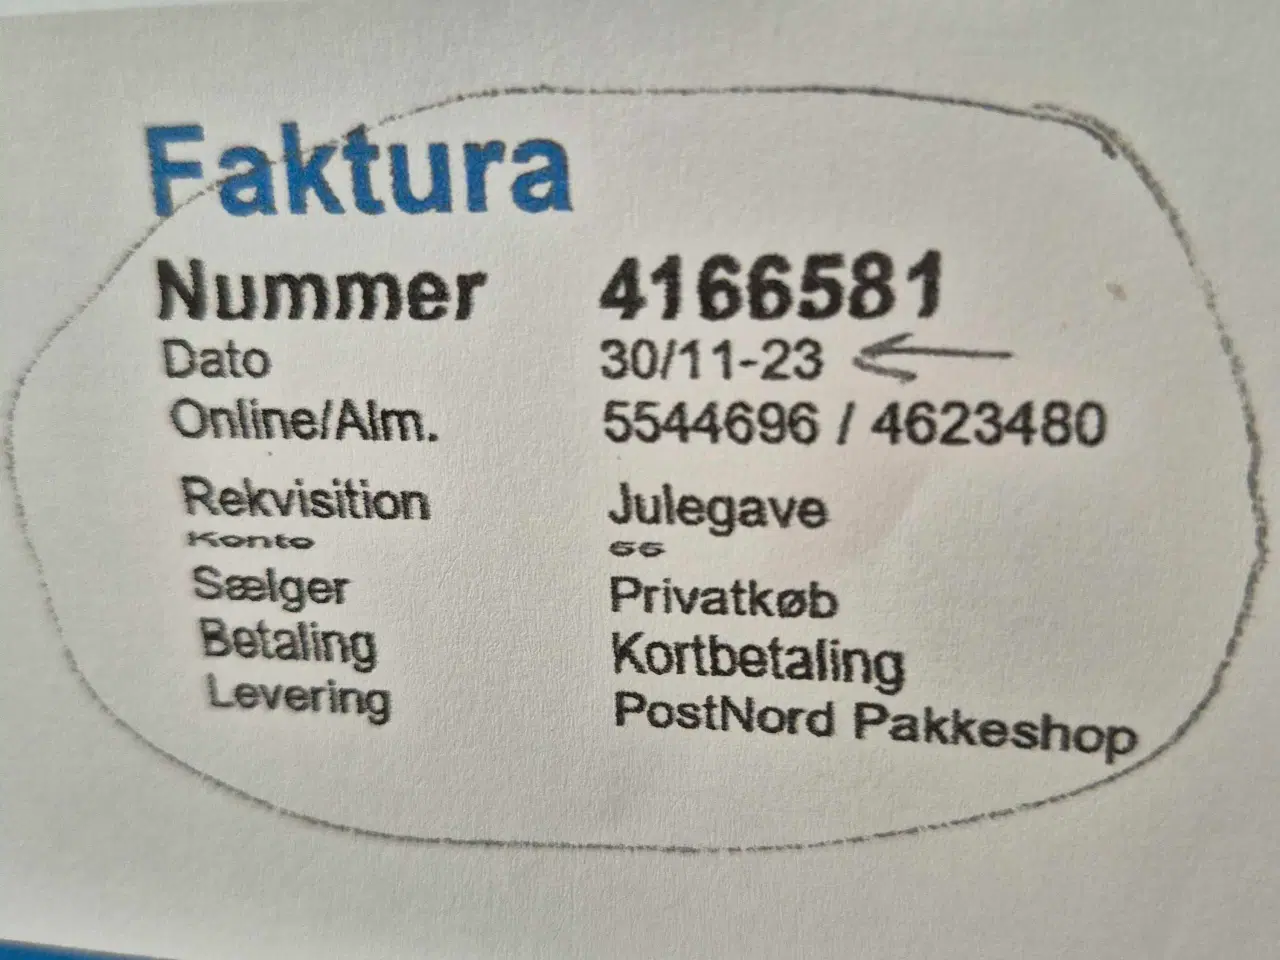 Faktura
Nummer 4166581
Dato 30/11-23
Online/Alm. 5544696 / 4623480
Rekvisition Julegave
Konto 55
Sælger Privatkøb
Betaling Kortbetaling
Levering PostNord Pakkeshop